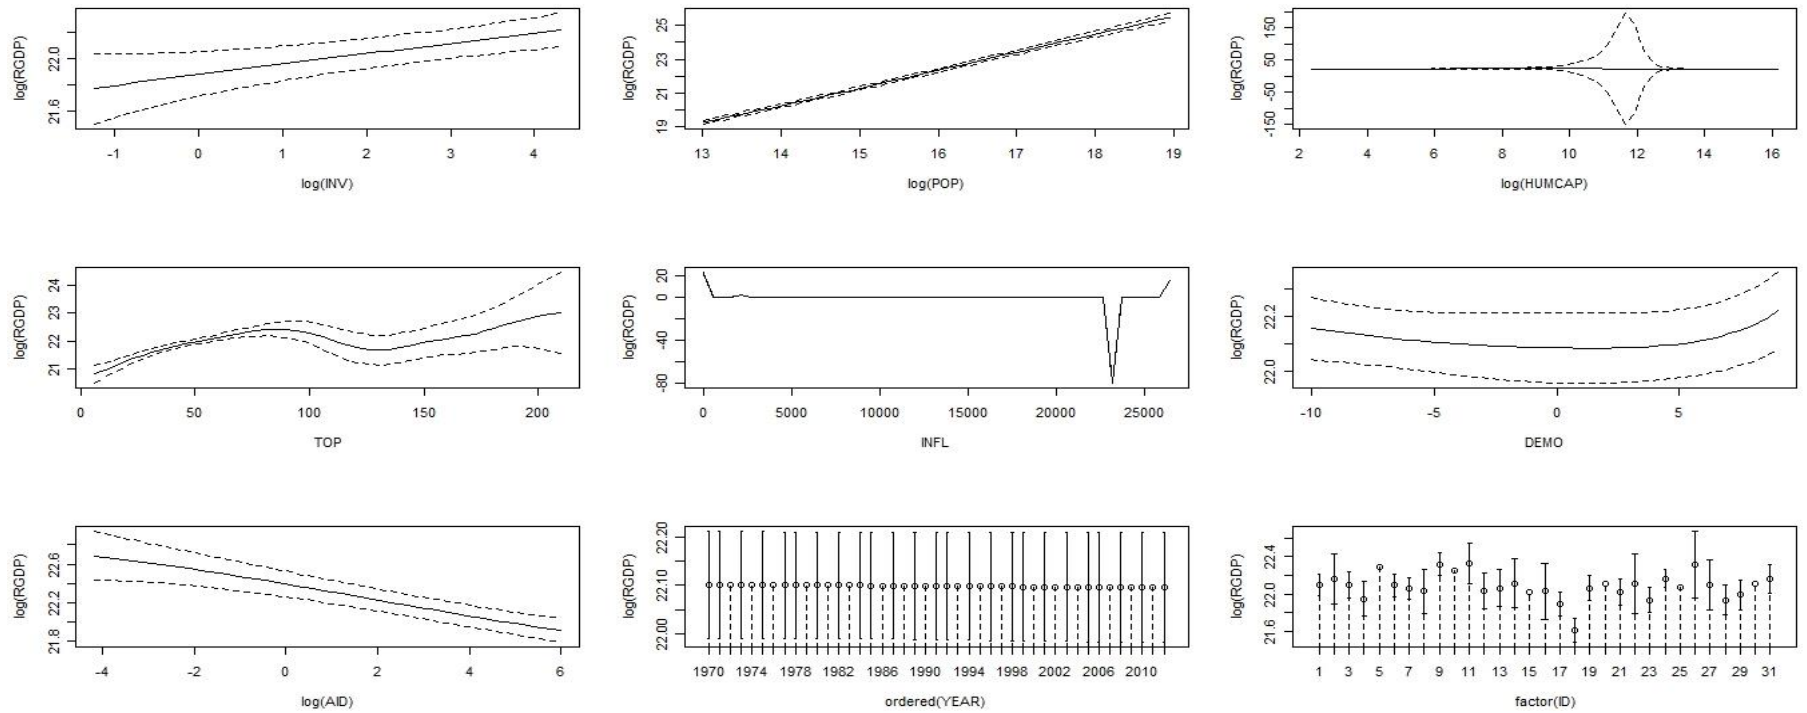 log(RGDP)
21.6 22.0
-1 0 1 2 3 4
log(INV)
log(RGDP)
19 21 23 25
13 14 15 16 17 18 19
log(POP)
log(RGDP)
-150 -50 50 150
2 4 6 8 10 12 14 16
log(HUMCAP)
log(RGDP)
21 22 23 24
0 50 100 150 200
TOP
log(RGDP)
-80 -40 0 20
0 5000 10000 15000 20000 25000
INFL
log(RGDP)
22.0 22.2
-10 -5 0 5
DEMO
log(RGDP)
21.8 22.2 22.6
-4 -2 0 2 4 6
log(AID)
log(RGDP)
22.00 22.10 22.20
1970 1974 1978 1982 1986 1990 1994 1998 2002 2006 2010
ordered(YEAR)
log(RGDP)
21.6 22.0 22.4
1 3 5 7 9 11 13 15 17 19 21 23 25 27 29 31
factor(ID)